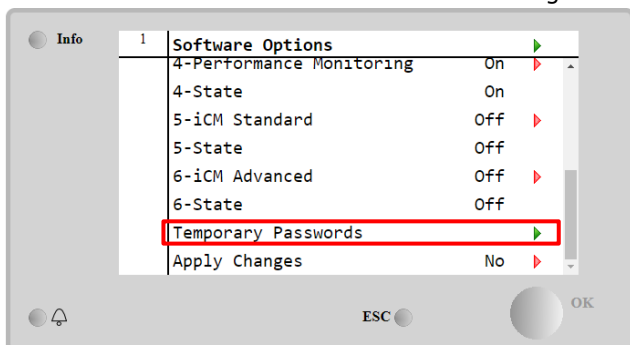 Info
1 Software Options
4-Performance Monitoring On
4-State On
5-iCM Standard Off
5-State Off
6-iCM Advanced Off
6-State Off
Temporary Passwords
Apply Changes No
ESC
OK